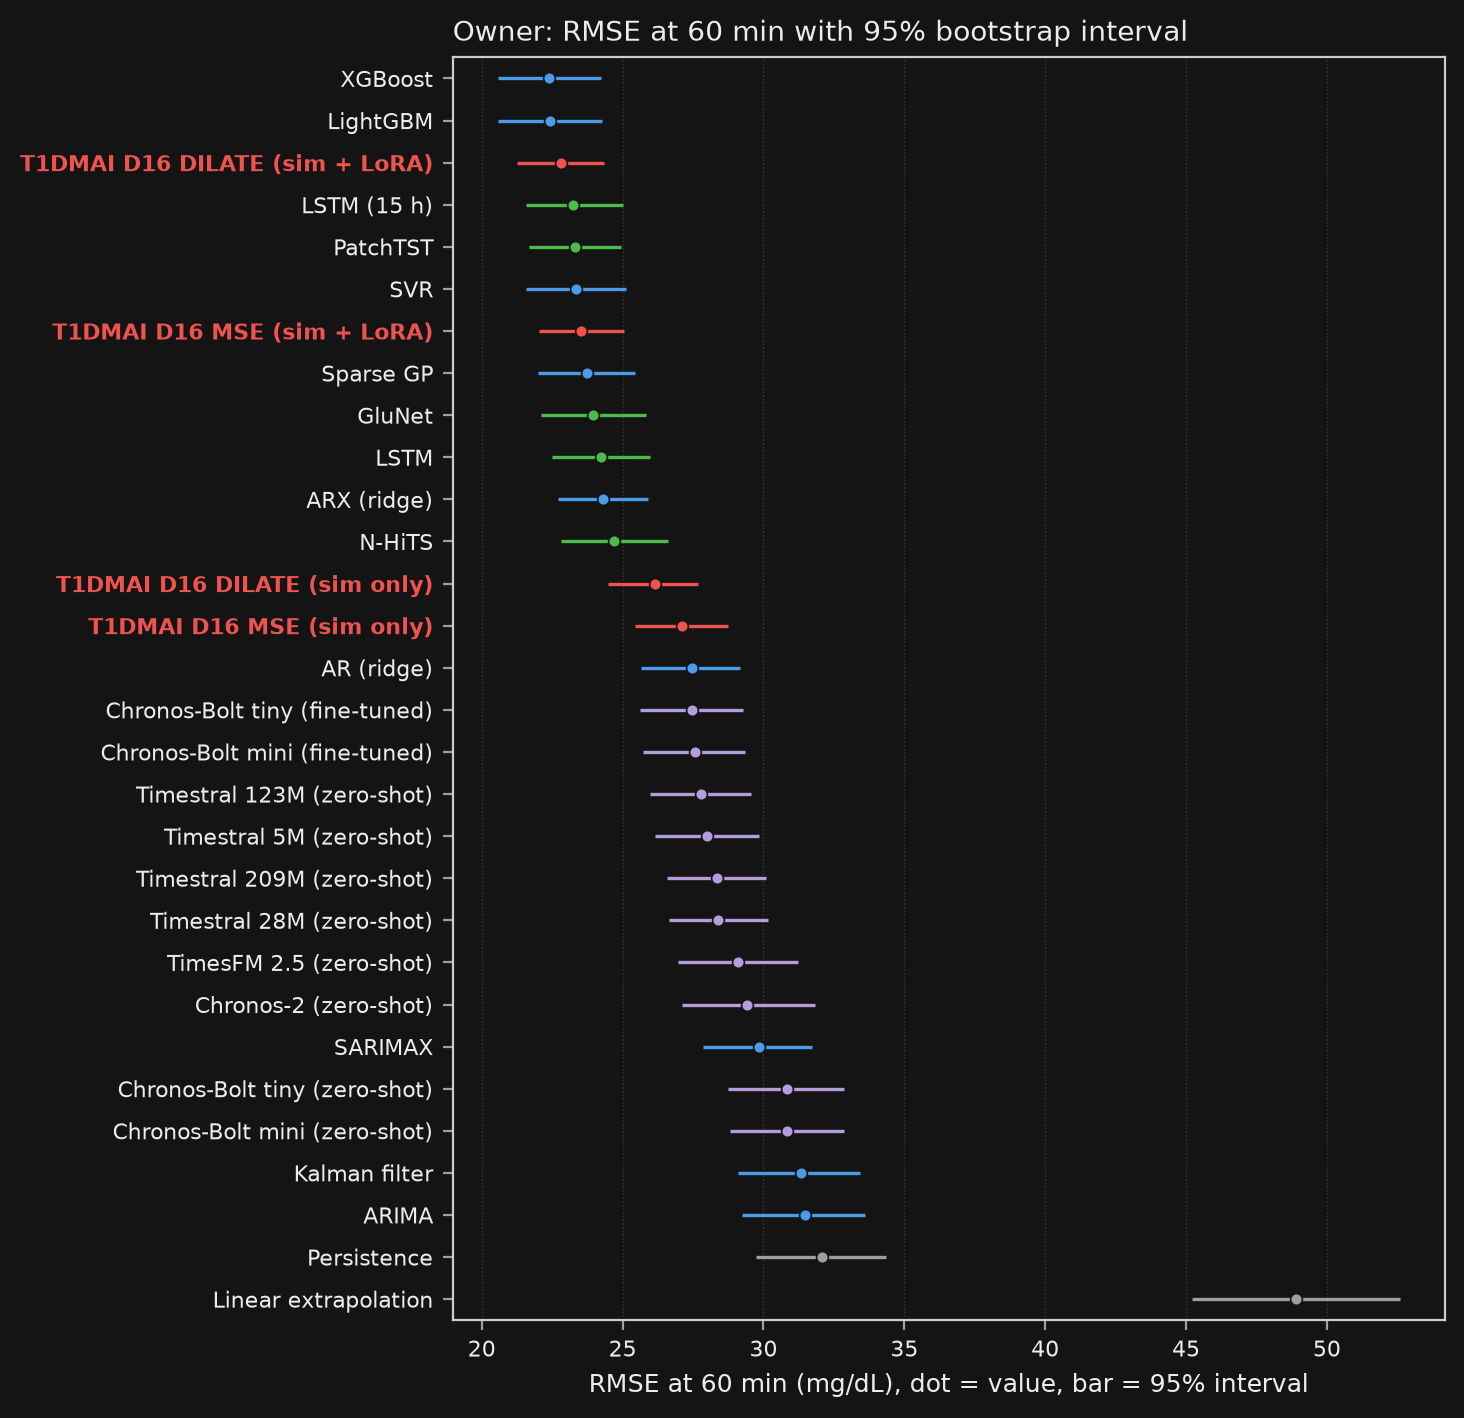 Owner: RMSE at 60 min with 95% bootstrap interval
XGBoost
LightGBM
T1DMAI D16 DILATE (sim + LoRA)
LSTM (15 h)
PatchTST
SVR
T1DMAI D16 MSE (sim + LoRA)
Sparse GP
GluNet
LSTM
ARX (ridge)
N-HiTS
T1DMAI D16 DILATE (sim only)
T1DMAI D16 MSE (sim only)
AR (ridge)
Chronos-Bolt tiny (fine-tuned)
Chronos-Bolt mini (fine-tuned)
Timestral 123M (zero-shot)
Timestral 5M (zero-shot)
Timestral 209M (zero-shot)
Timestral 28M (zero-shot)
TimesFM 2.5 (zero-shot)
Chronos-2 (zero-shot)
SARIMAX
Chronos-Bolt tiny (zero-shot)
Chronos-Bolt mini (zero-shot)
Kalman filter
ARIMA
Persistence
Linear extrapolation
20 25 30 35 40 45 50
RMSE at 60 min (mg/dL), dot = value, bar = 95% interval